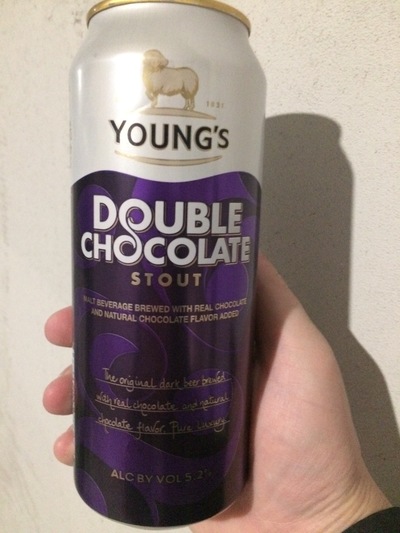 1831
YOUNG'S
DOUBLE
CHOCOLATE
STOUT
MALT BEVERAGE BREWED WITH REAL CHOCOLATE
AND NATURAL CHOCOLATE FLAVOR ADDED
The original dark beer brewed
with real chocolate and natural
chocolate flavor. Pure Luxury
ALC BY VOL 5.2%